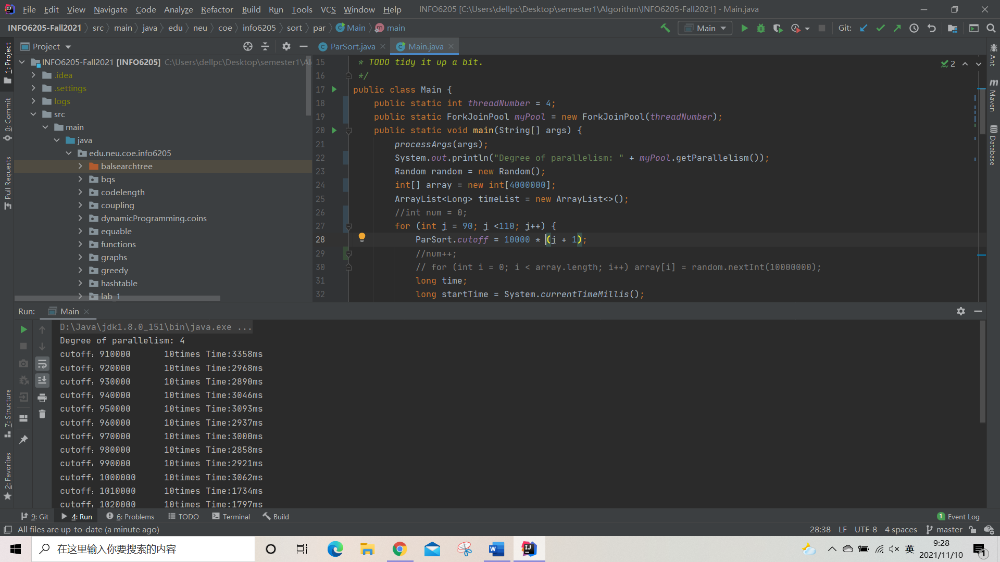 File Edit View Navigate Code Analyze Refactor Build Run Tools VCS Window Help INFO6205 [C:\Users\dellpc\Desktop\semester1\Algorithm\INFO6205-Fall2021] - Main.java
INFO6205-Fall2021 src main java edu neu coe info6205 sort par Main main
Main Git:
Project
ParSort.java Main.java
INFO6205-Fall2021 [INFO6205] C:\Users\dellpc\Desktop\semester1\Al
.idea
.settings
logs
src
main
java
edu.neu.coe.info6205
balsearchtree
bqs
codelength
coupling
dynamicProgramming.coins
equable
functions
graphs
greedy
hashtable
lab_1
2
15 * TODO tidy it up a bit.
16 */
17 public class Main {
18 public static int threadNumber = 4;
19 public static ForkJoinPool myPool = new ForkJoinPool(threadNumber);
20 public static void main(String[] args) {
21 processArgs(args);
22 System.out.println("Degree of parallelism: " + myPool.getParallelism());
23 Random random = new Random();
24 int[] array = new int[4000000];
25 ArrayList<Long> timeList = new ArrayList<>();
26 //int num = 0;
27 for (int j = 90; j <110; j++) {
28 ParSort.cutoff = 10000 * (j + 1);
29 //num++;
30 // for (int i = 0; i < array.length; i++) array[i] = random.nextInt(10000000);
31 long time;
32 long startTime = System.currentTimeMillis();
1: Project
0: Commit
Pull Requests
7: Structure
2: Favorites
Ant
Maven
Database
Run: Main
D:\Java\jdk1.8.0_151\bin\java.exe ...
Degree of parallelism: 4
cutoff：910000 10times Time:3358ms
cutoff：920000 10times Time:2968ms
cutoff：930000 10times Time:2890ms
cutoff：940000 10times Time:3046ms
cutoff：950000 10times Time:3093ms
cutoff：960000 10times Time:2937ms
cutoff：970000 10times Time:3000ms
cutoff：980000 10times Time:2858ms
cutoff：990000 10times Time:2921ms
cutoff：1000000 10times Time:3062ms
cutoff：1010000 10times Time:1734ms
cutoff：1020000 10times Time:1797ms
9: Git 4: Run 6: Problems TODO Terminal Build 1 Event Log
All files are up-to-date (a minute ago) 28:38 LF UTF-8 4 spaces master
在这里输入你要搜索的内容
英
9:28
2021/11/10
1